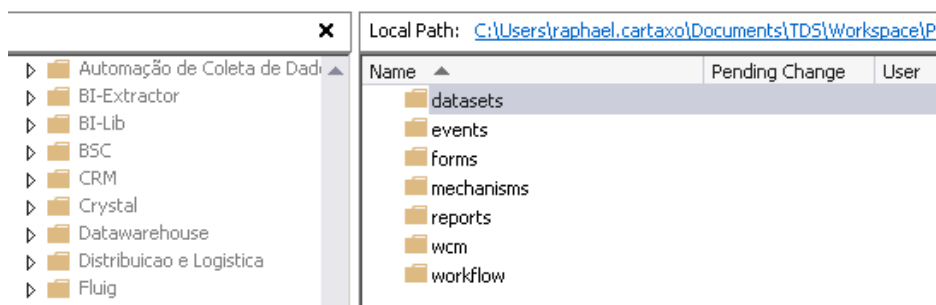 Local Path: C:\Users\raphael.cartaxo\Documents\TDS\Workspace\P
Automação de Coleta de Dad
BI-Extractor
BI-Lib
BSC
CRM
Crystal
Datawarehouse
Distribuicao e Logistica
Fluig
Name Pending Change User
datasets
events
forms
mechanisms
reports
wcm
workflow